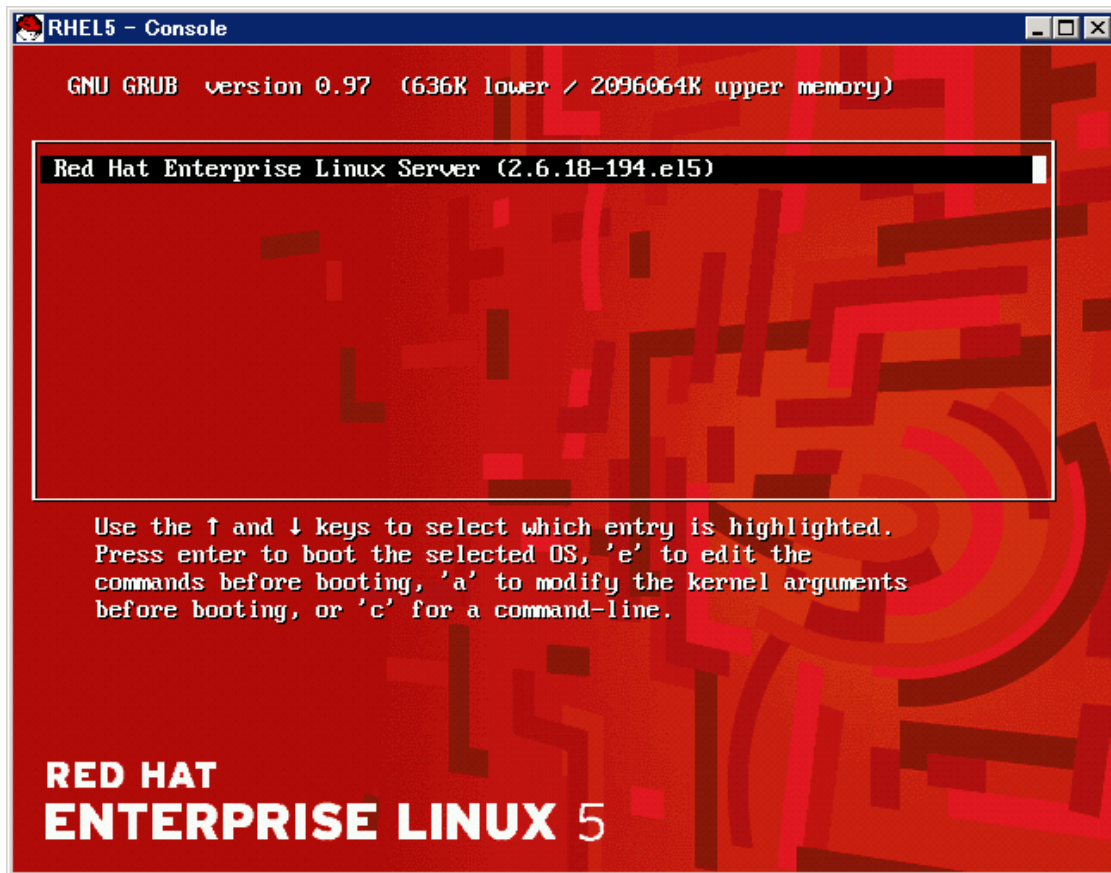 RHEL5 - Console
GNU GRUB version 0.97 (636K lower / 2096064K upper memory)
Red Hat Enterprise Linux Server (2.6.18-194.el5)
Use the ↑ and ↓ keys to select which entry is highlighted.
Press enter to boot the selected OS, 'e' to edit the
commands before booting, 'a' to modify the kernel arguments
before booting, or 'c' for a command-line.
RED HAT
ENTERPRISE LINUX 5